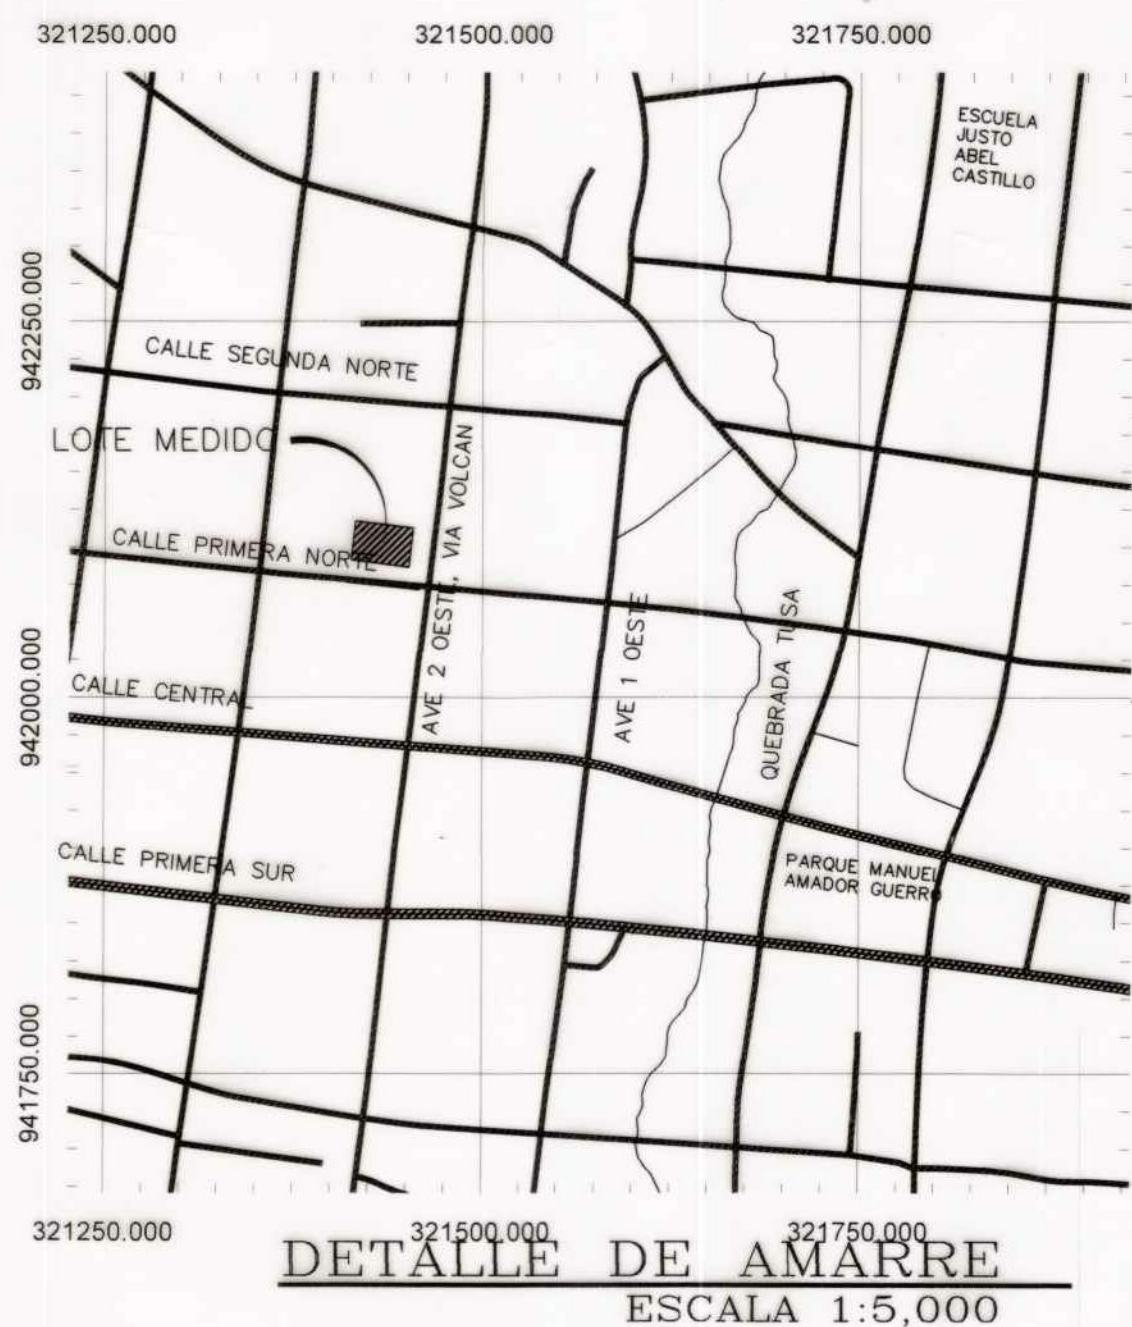 321250.000
321500.000
321750.000
ESCUELA
JUSTO
ABEL
CASTILLO
942250.000
CALLE SEGUNDA NORTE
LOTE MEDIDO
CALLE PRIMERA NORTE
AVE 2 OESTE, VIA VOLCAN
AVE 1 OESTE
QUEBRADA TUSA
942000.000
CALLE CENTRAL
CALLE PRIMERA SUR
PARQUE MANUEL
AMADOR GUERRO
941750.000
321250.000
321500.000
321750.000
DETALLE DE AMARRE
ESCALA 1:5,000